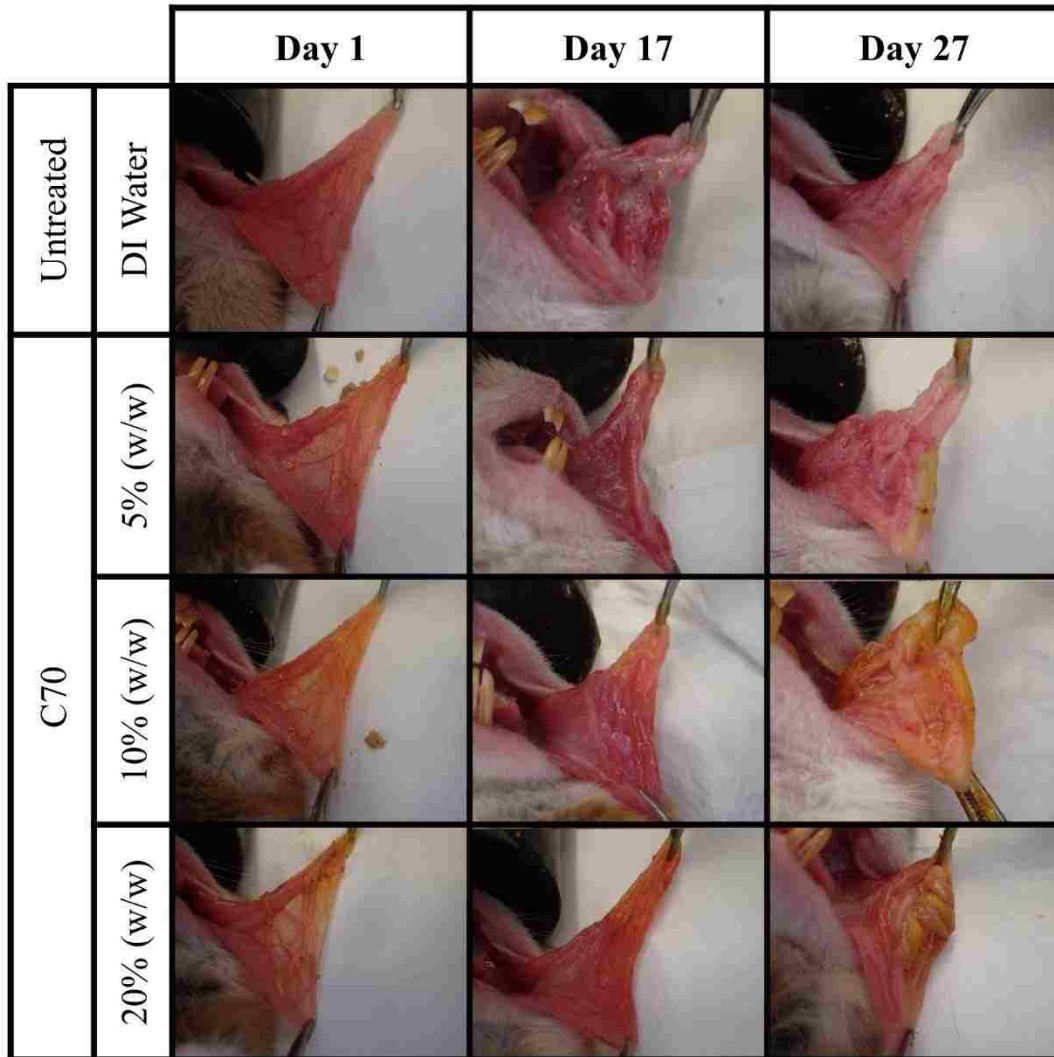 Day 1
Day 17
Day 27
Untreated
DI Water
C70
5% (w/w)
10% (w/w)
20% (w/w)